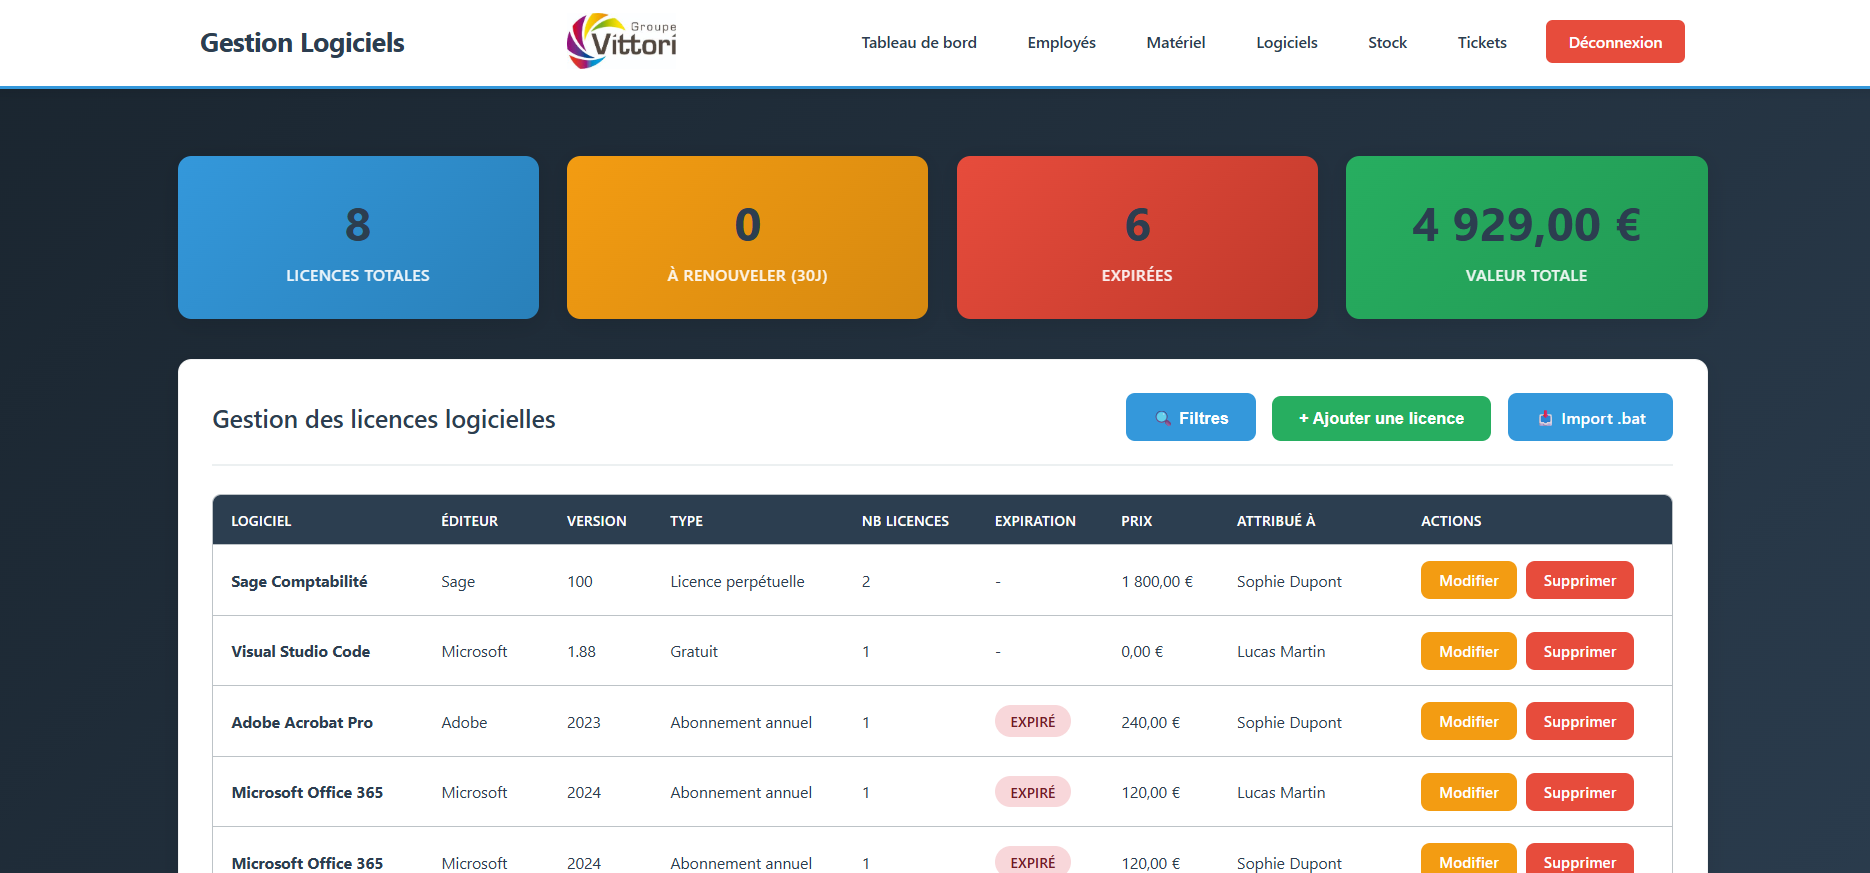 Gestion Logiciels
Groupe
Vittori
Tableau de bord Employés Matériel Logiciels Stock Tickets Déconnexion
8
LICENCES TOTALES
0
À RENOUVELER (30J)
6
EXPIRÉES
4 929,00 €
VALEUR TOTALE
Gestion des licences logicielles
Filtres
+ Ajouter une licence
Import .bat
LOGICIEL ÉDITEUR VERSION TYPE NB LICENCES EXPIRATION PRIX ATTRIBUÉ À ACTIONS
Sage Comptabilité Sage 100 Licence perpétuelle 2 - 1 800,00 € Sophie Dupont Modifier Supprimer
Visual Studio Code Microsoft 1.88 Gratuit 1 - 0,00 € Lucas Martin Modifier Supprimer
Adobe Acrobat Pro Adobe 2023 Abonnement annuel 1 EXPIRÉ 240,00 € Sophie Dupont Modifier Supprimer
Microsoft Office 365 Microsoft 2024 Abonnement annuel 1 EXPIRÉ 120,00 € Lucas Martin Modifier Supprimer
Microsoft Office 365 Microsoft 2024 Abonnement annuel 1 EXPIRÉ 120,00 € Sophie Dupont Modifier Supprimer